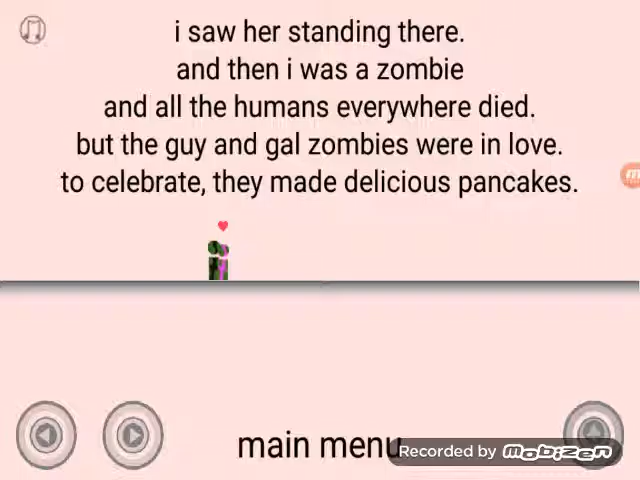 i saw her standing there.
and then i was a zombie
and all the humans everywhere died.
but the guy and gal zombies were in love.
to celebrate, they made delicious pancakes.
main menu
Recorded by mobizen